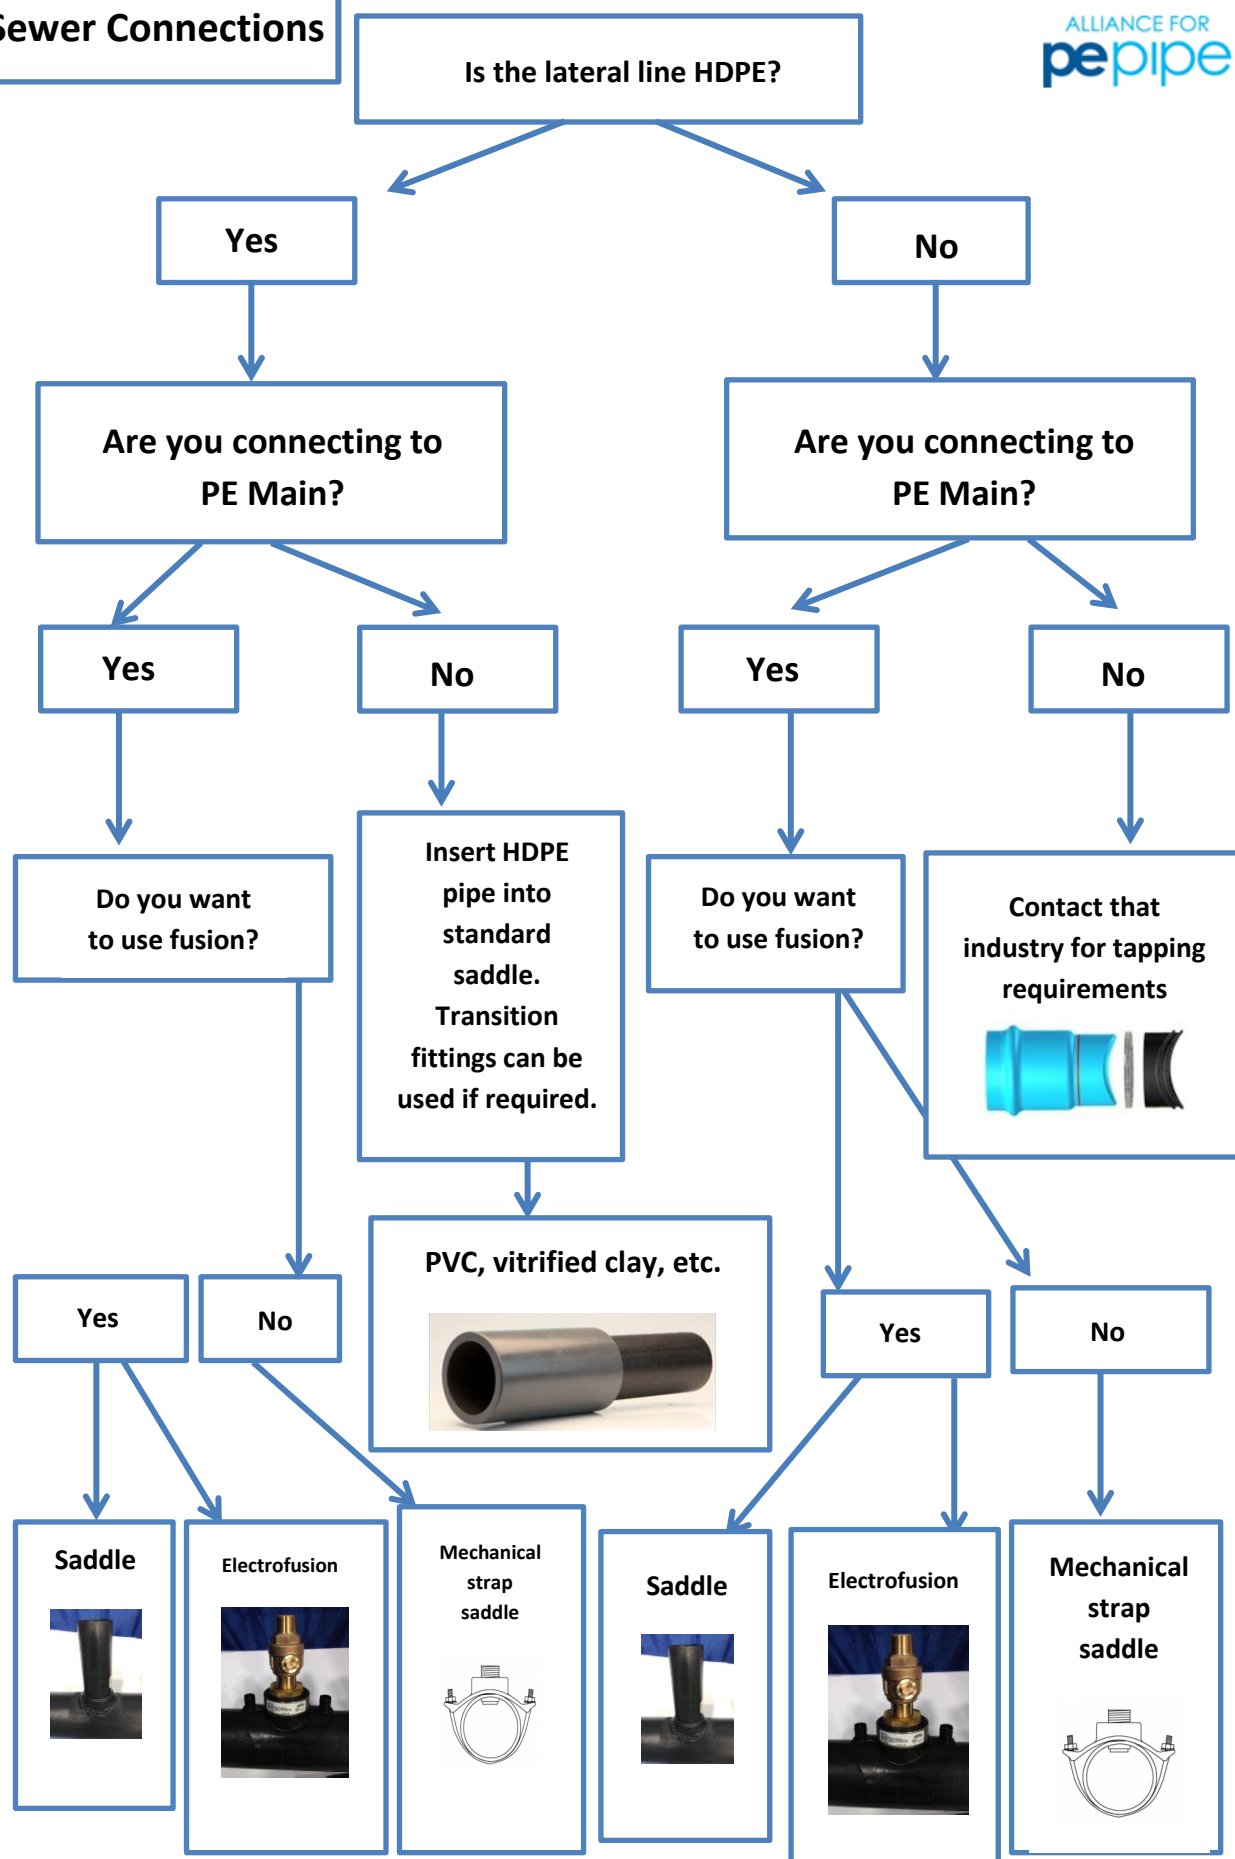 Sewer Connections
ALLIANCE FOR
pepipe
Is the lateral line HDPE?
Yes
No
Are you connecting to
PE Main?
Are you connecting to
PE Main?
Yes
No
Yes
No
Do you want
to use fusion?
Insert HDPE
pipe into
standard
saddle.
Transition
fittings can be
used if required.
Do you want
to use fusion?
Contact that
industry for tapping
requirements
PVC, vitrified clay, etc.
Yes
No
Yes
No
Saddle
Electrofusion
Mechanical
strap
saddle
Saddle
Electrofusion
Mechanical
strap
saddle